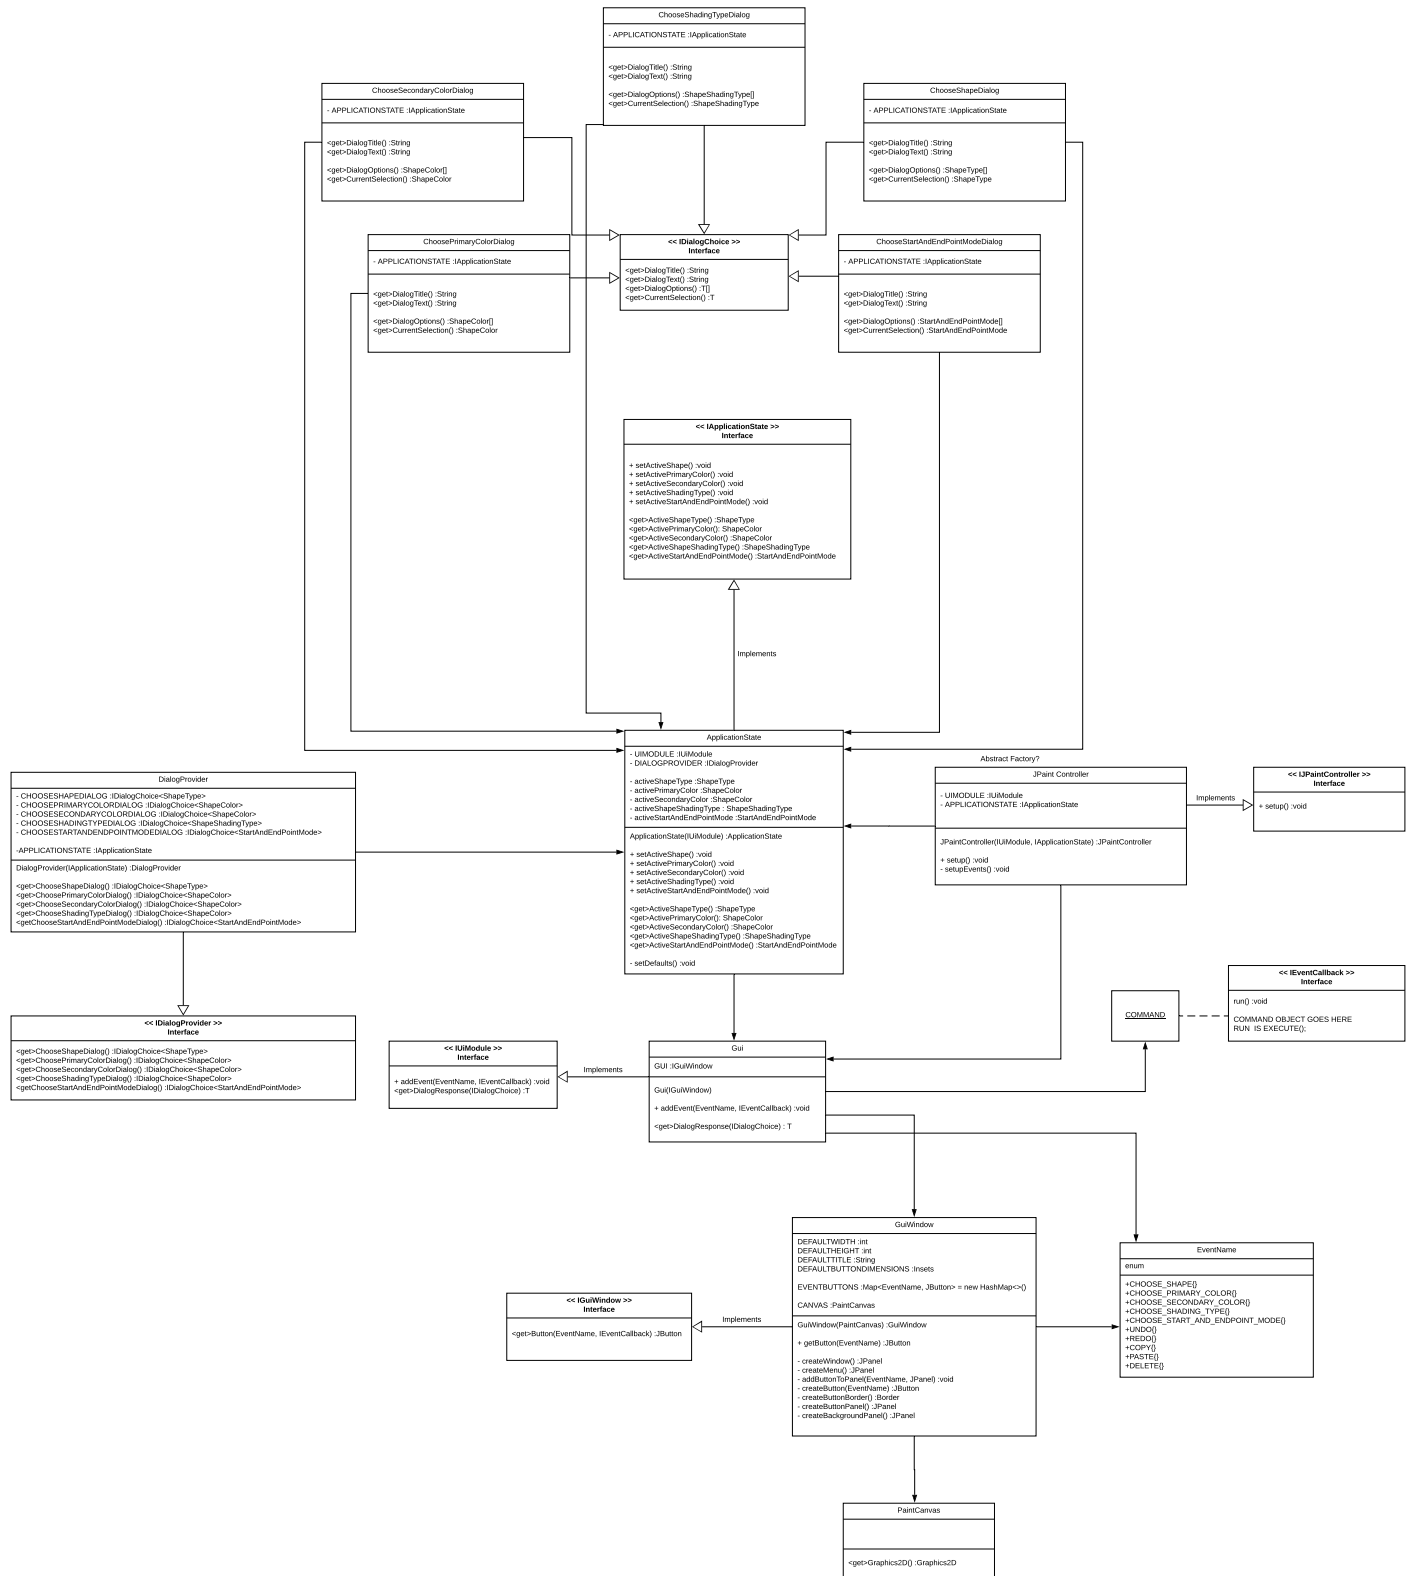 ChooseShadingTypeDialog
- APPLICATIONSTATE :IApplicationState
<get>DialogTitle() :String
<get>DialogText() :String
<get>DialogOptions() :ShapeShadingType[]
<get>CurrentSelection() :ShapeShadingType
ChooseSecondaryColorDialog
- APPLICATIONSTATE :IApplicationState
<get>DialogTitle() :String
<get>DialogText() :String
<get>DialogOptions() :ShapeColor[]
<get>CurrentSelection() :ShapeColor
ChooseShapeDialog
- APPLICATIONSTATE :IApplicationState
<get>DialogTitle() :String
<get>DialogText() :String
<get>DialogOptions() :ShapeType[]
<get>CurrentSelection() :ShapeType
ChoosePrimaryColorDialog
- APPLICATIONSTATE :IApplicationState
<get>DialogTitle() :String
<get>DialogText() :String
<get>DialogOptions() :ShapeColor[]
<get>CurrentSelection() :ShapeColor
<< IDialogChoice >>
Interface
<get>DialogTitle() :String
<get>DialogText() :String
<get>DialogOptions() :T[]
<get>CurrentSelection() :T
ChooseStartAndEndPointModeDialog
- APPLICATIONSTATE :IApplicationState
<get>DialogTitle() :String
<get>DialogText() :String
<get>DialogOptions() :StartAndEndPointMode[]
<get>CurrentSelection() :StartAndEndPointMode
<< IApplicationState >>
Interface
+ setActiveShape() :void
+ setActivePrimaryColor() :void
+ setActiveSecondaryColor() :void
+ setActiveShadingType() :void
+ setActiveStartAndEndPointMode() :void
<get>ActiveShapeType() :ShapeType
<get>ActivePrimaryColor(): ShapeColor
<get>ActiveSecondaryColor() :ShapeColor
<get>ActiveShapeShadingType() :ShapeShadingType
<get>ActiveStartAndEndPointMode() :StartAndEndPointMode
Implements
ApplicationState
- UIMODULE :IUiModule
- DIALOGPROVIDER :IDialogProvider
- activeShapeType :ShapeType
- activePrimaryColor :ShapeColor
- activeSecondaryColor :ShapeColor
- activeShapeShadingType : ShapeShadingType
- activeStartAndEndPointMode :StartAndEndPointMode
ApplicationState(IUiModule) :ApplicationState
+ setActiveShape() :void
+ setActivePrimaryColor() :void
+ setActiveSecondaryColor() :void
+ setActiveShadingType() :void
+ setActiveStartAndEndPointMode() :void
<get>ActiveShapeType() :ShapeType
<get>ActivePrimaryColor(): ShapeColor
<get>ActiveSecondaryColor() :ShapeColor
<get>ActiveShapeShadingType() :ShapeShadingType
<get>ActiveStartAndEndPointMode() :StartAndEndPointMode
- setDefaults() :void
DialogProvider
- CHOOSESHAPEDIALOG :IDialogChoice<ShapeType>
- CHOOSEPRIMARYCOLORDIALOG :IDialogChoice<ShapeColor>
- CHOOSESECONDARYCOLORDIALOG :IDialogChoice<ShapeColor>
- CHOOSESHADINGTYPEDIALOG :IDialogChoice<ShapeShadingType>
- CHOOSESTARTANDENDPOINTMODEDIALOG :IDialogChoice<StartAndEndPointMode>
-APPLICATIONSTATE :IApplicationState
DialogProvider(IApplicationState) :DialogProvider
<get>ChooseShapeDialog() :IDialogChoice<ShapeType>
<get>ChoosePrimaryColorDialog() :IDialogChoice<ShapeColor>
<get>ChooseSecondaryColorDialog() :IDialogChoice<ShapeColor>
<get>ChooseShadingTypeDialog() :IDialogChoice<ShapeColor>
<getChooseStartAndEndPointModeDialog() :IDialogChoice<StartAndEndPointMode>
Abstract Factory?
JPaint Controller
- UIMODULE :IUiModule
- APPLICATIONSTATE :IApplicationState
JPaintController(IUiModule, IApplicationState) :JPaintController
+ setup() :void
- setupEvents() :void
Implements
<< IJPaintController >>
Interface
+ setup() :void
<< IDialogProvider >>
Interface
<get>ChooseShapeDialog() :IDialogChoice<ShapeType>
<get>ChoosePrimaryColorDialog() :IDialogChoice<ShapeColor>
<get>ChooseSecondaryColorDialog() :IDialogChoice<ShapeColor>
<get>ChooseShadingTypeDialog() :IDialogChoice<ShapeColor>
<getChooseStartAndEndPointModeDialog() :IDialogChoice<StartAndEndPointMode>
<< IUiModule >>
Interface
+ addEvent(EventName, IEventCallback) :void
<get>DialogResponse(IDialogChoice) :T
Implements
Gui
GUI :IGuiWindow
Gui(IGuiWindow)
+ addEvent(EventName, IEventCallback) :void
<get>DialogResponse(IDialogChoice) : T
COMMAND
<< IEventCallback >>
Interface
run() :void
COMMAND OBJECT GOES HERE
RUN IS EXECUTE();
<< IGuiWindow >>
Interface
<get>Button(EventName, IEventCallback) :JButton
Implements
GuiWindow
DEFAULTWIDTH :int
DEFAULTHEIGHT :int
DEFAULTTITLE :String
DEFAULTBUTTONDIMENSIONS :Insets
EVENTBUTTONS :Map<EventName, JButton> = new HashMap<>()
CANVAS :PaintCanvas
GuiWindow(PaintCanvas) :GuiWindow
+ getButton(EventName) :JButton
- createWindow() :JPanel
- createMenu() :JPanel
- addButtonToPanel(EventName, JPanel) :void
- createButton(EventName) :JButton
- createButtonBorder() :Border
- createButtonPanel() :JPanel
- createBackgroundPanel() :JPanel
EventName
enum
+CHOOSE_SHAPE{}
+CHOOSE_PRIMARY_COLOR{}
+CHOOSE_SECONDARY_COLOR{}
+CHOOSE_SHADING_TYPE{}
+CHOOSE_START_AND_ENDPOINT_MODE{}
+UNDO{}
+REDO{}
+COPY{}
+PASTE{}
+DELETE{}
PaintCanvas
<get>Graphics2D() :Graphics2D